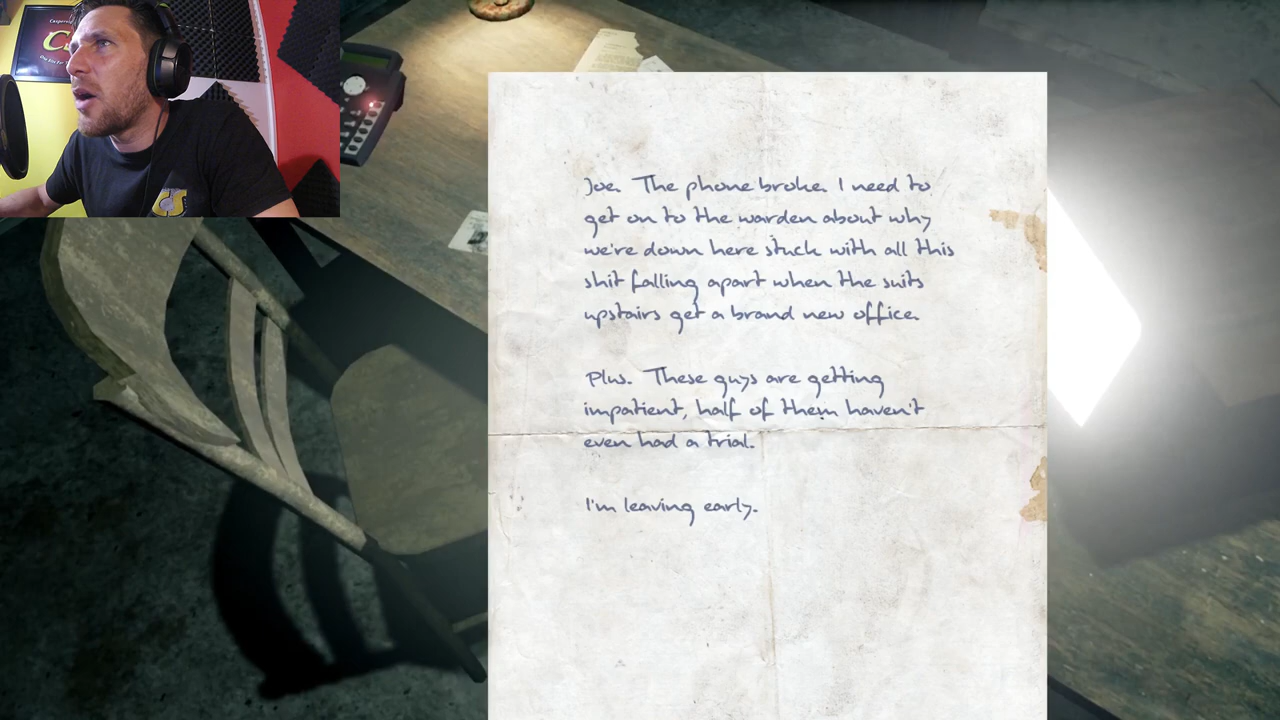 Joe. The phone broke. I need to
get on to the warden about why
we're down here stuck with all this
shit falling apart when the suits
upstairs get a brand new office.
Plus. These guys are getting
impatient, half of them haven't
even had a trial.
I'm leaving early.